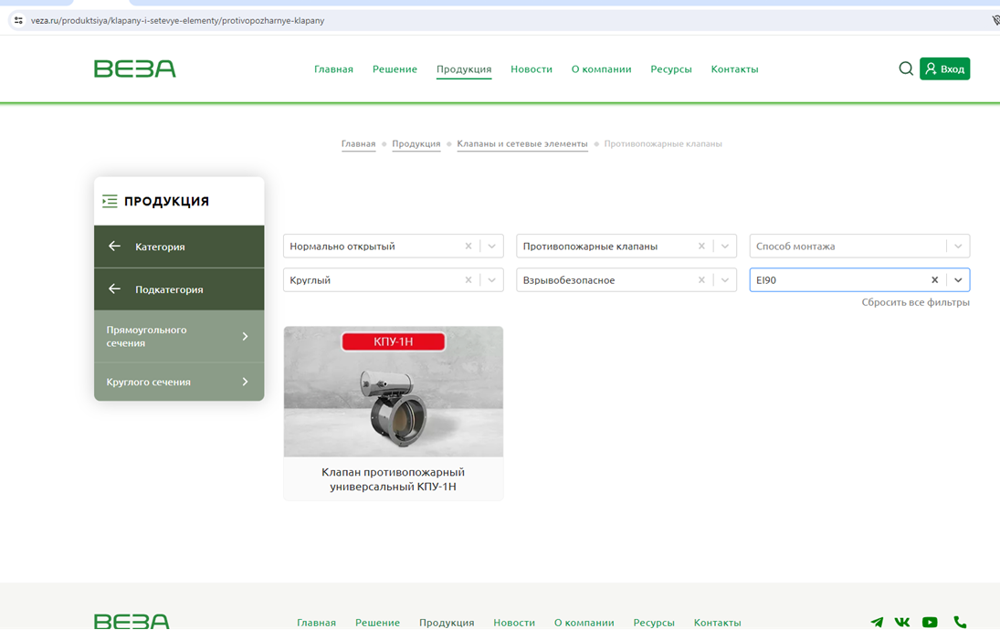 veza.ru/produktsiya/klapany-i-setevye-elementy/protivopozharnye-klapany
ВЕЗА
Главная Решение Продукция Новости О компании Ресурсы Контакты
Вход
Главная Продукция Клапаны и сетевые элементы Противопожарные клапаны
ПРОДУКЦИЯ
Категория
Подкатегория
Прямоугольного
сечения
Круглого сечения
Нормально открытый Противопожарные клапаны Способ монтажа
Круглый Взрывобезопасное EI90
Сбросить все фильтры
КПУ-1Н
Клапан противопожарный
универсальный КПУ-1Н
ВЕЗА
Главная Решение Продукция Новости О компании Ресурсы Контакты